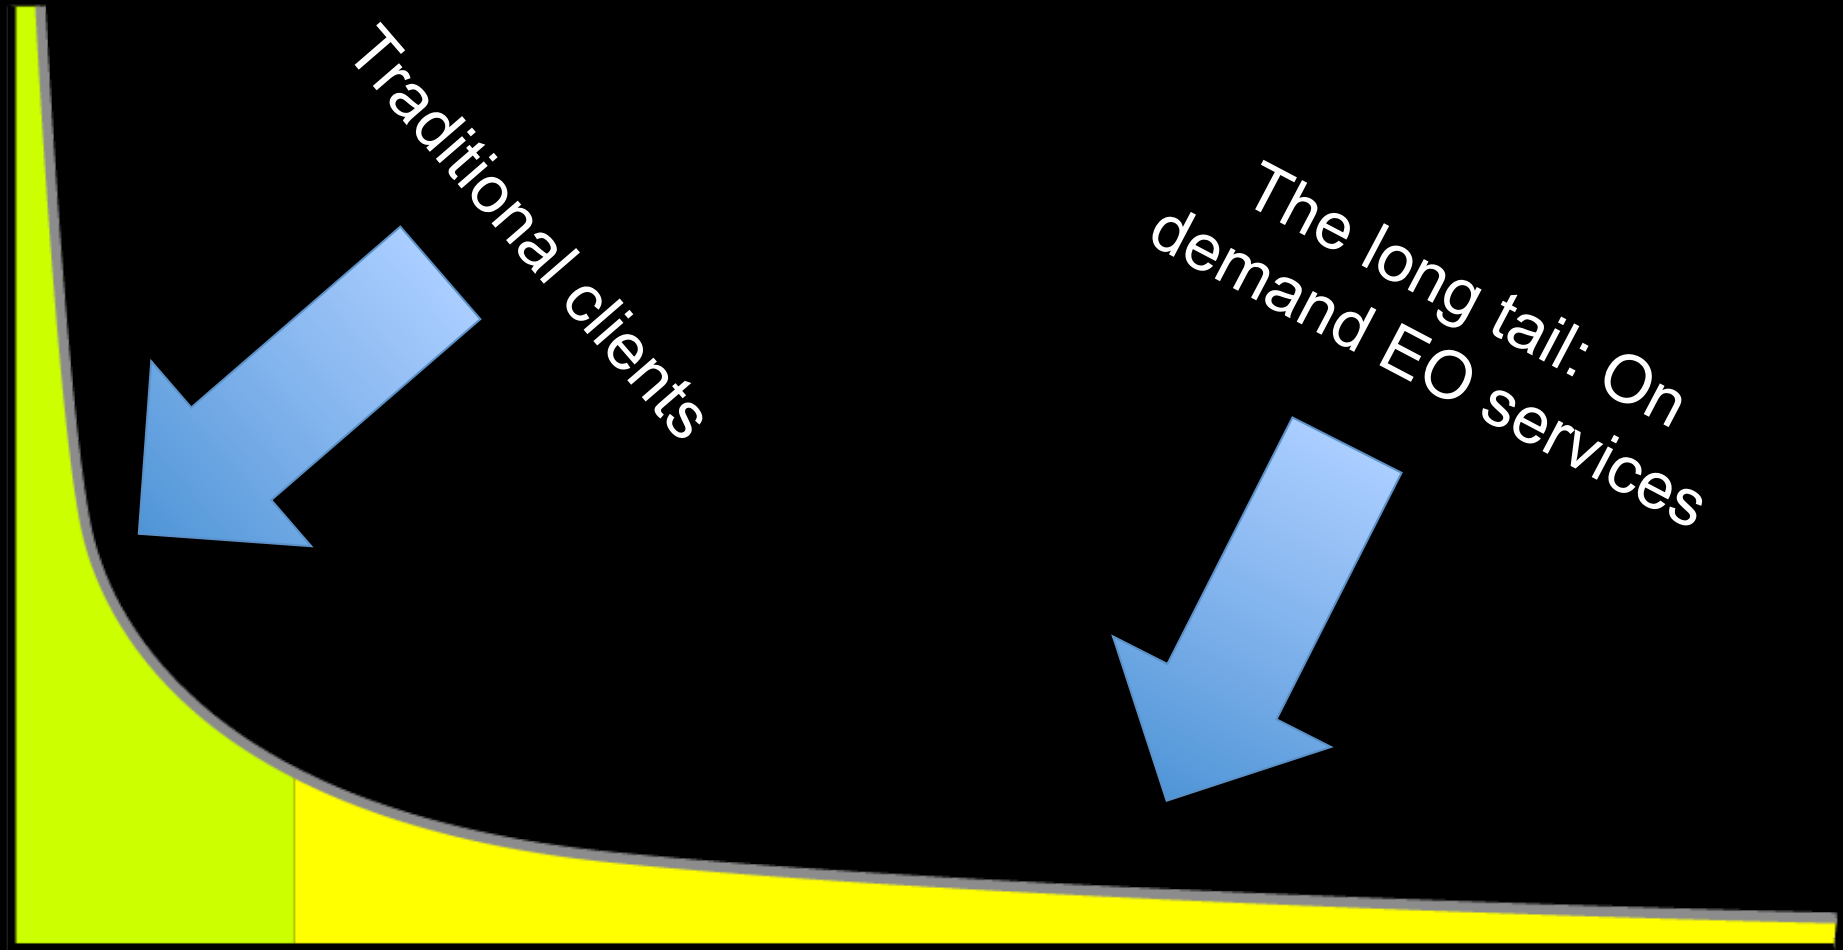 Traditional clients
The long tail: On
demand EO services